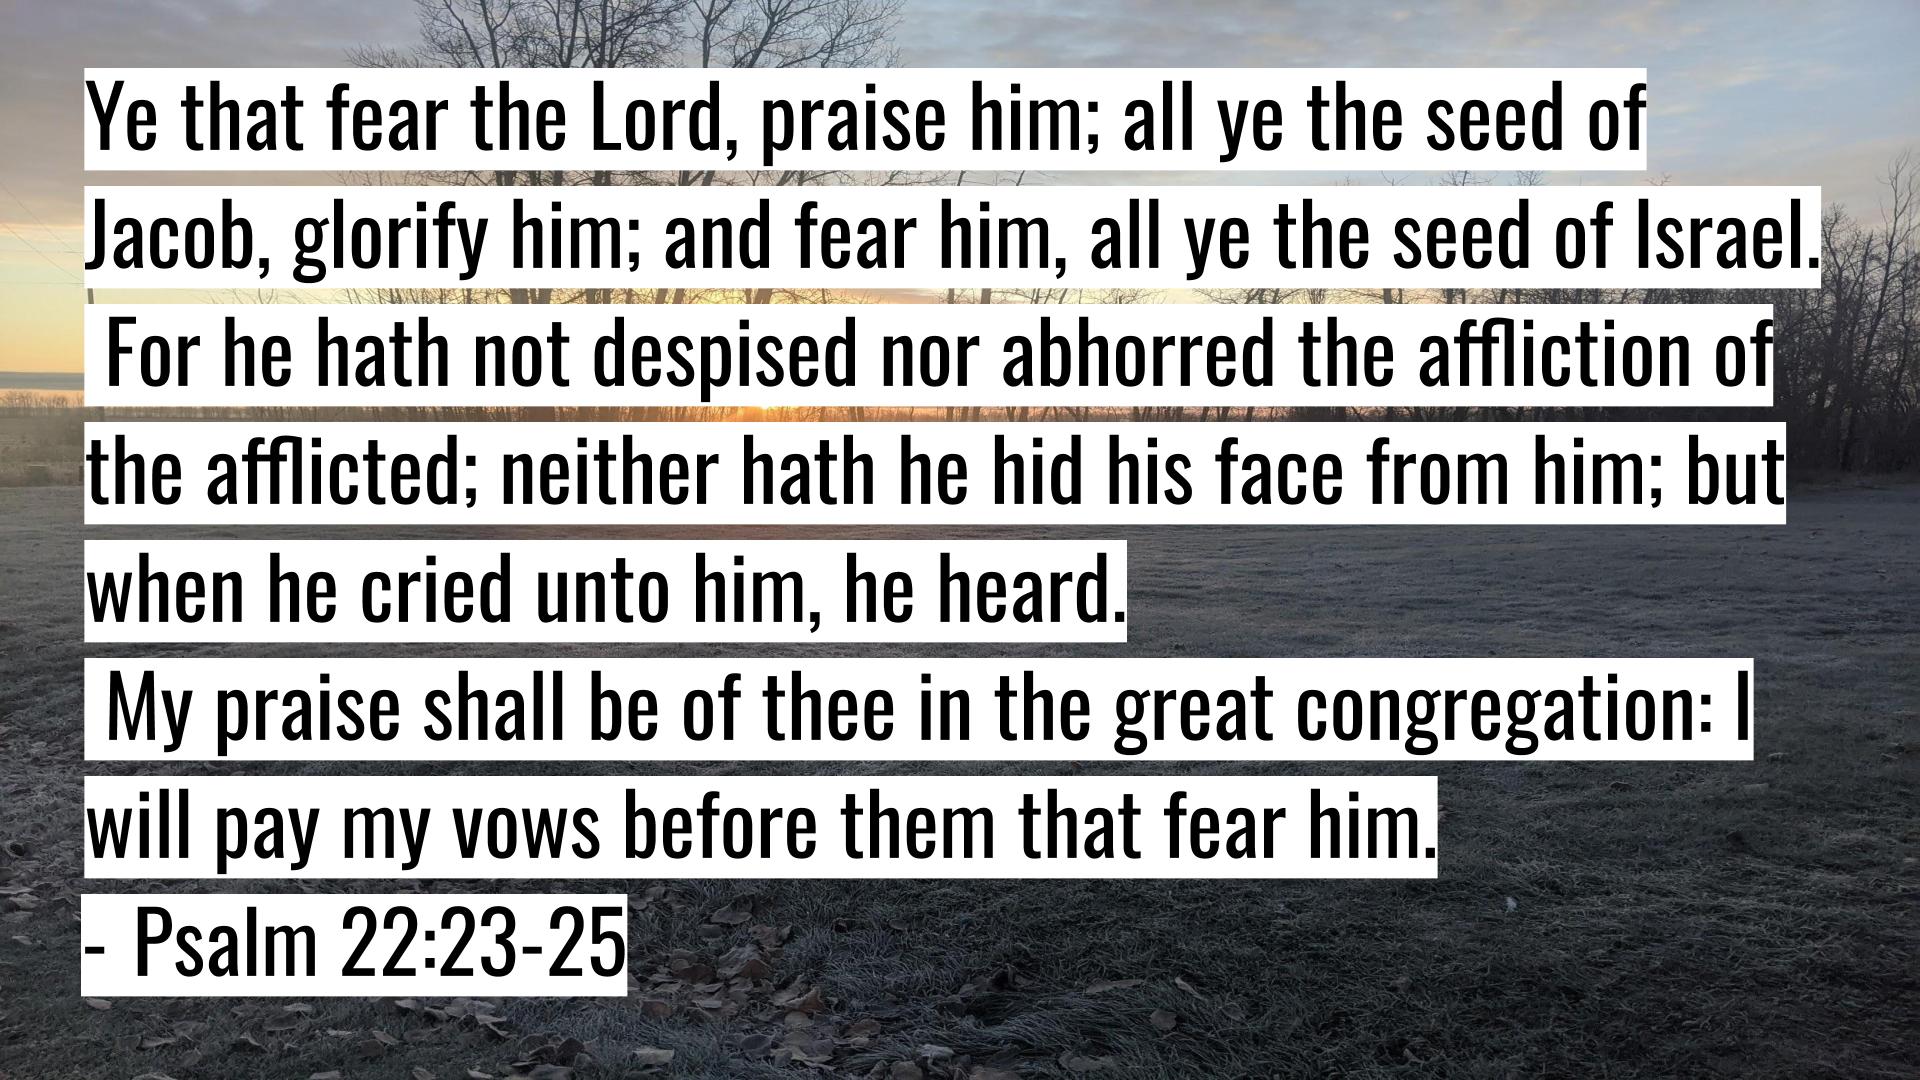 Ye that fear the Lord, praise him; all ye the seed of
Jacob, glorify him; and fear him, all ye the seed of Israel.
For he hath not despised nor abhorred the affliction of
the afflicted; neither hath he hid his face from him; but
when he cried unto him, he heard.
My praise shall be of thee in the great congregation: I
will pay my vows before them that fear him.
- Psalm 22:23-25